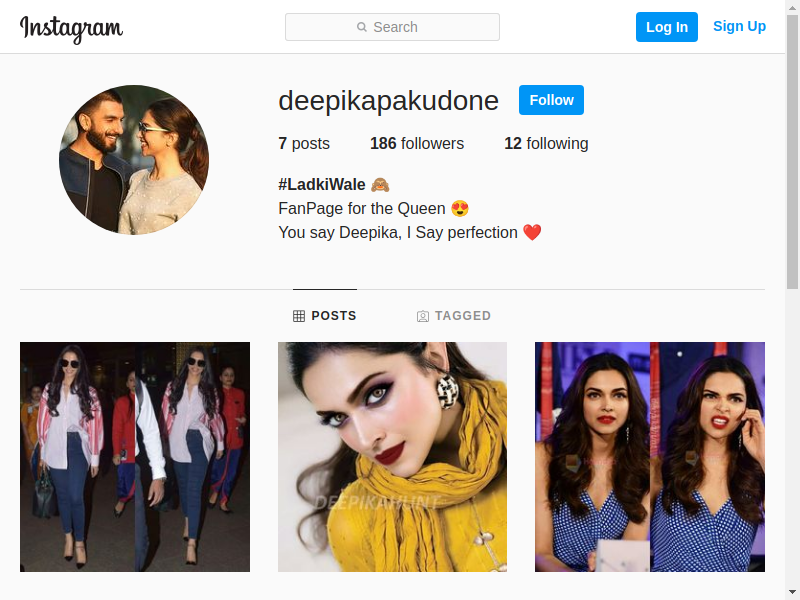 Instagram
Search
Log In
Sign Up
deepikapakudone
Follow
7 posts
186 followers
12 following
#LadkiWale 🙈
FanPage for the Queen 😍
You say Deepika, I Say perfection ❤️
POSTS
TAGGED
DEEPIKAHUNT